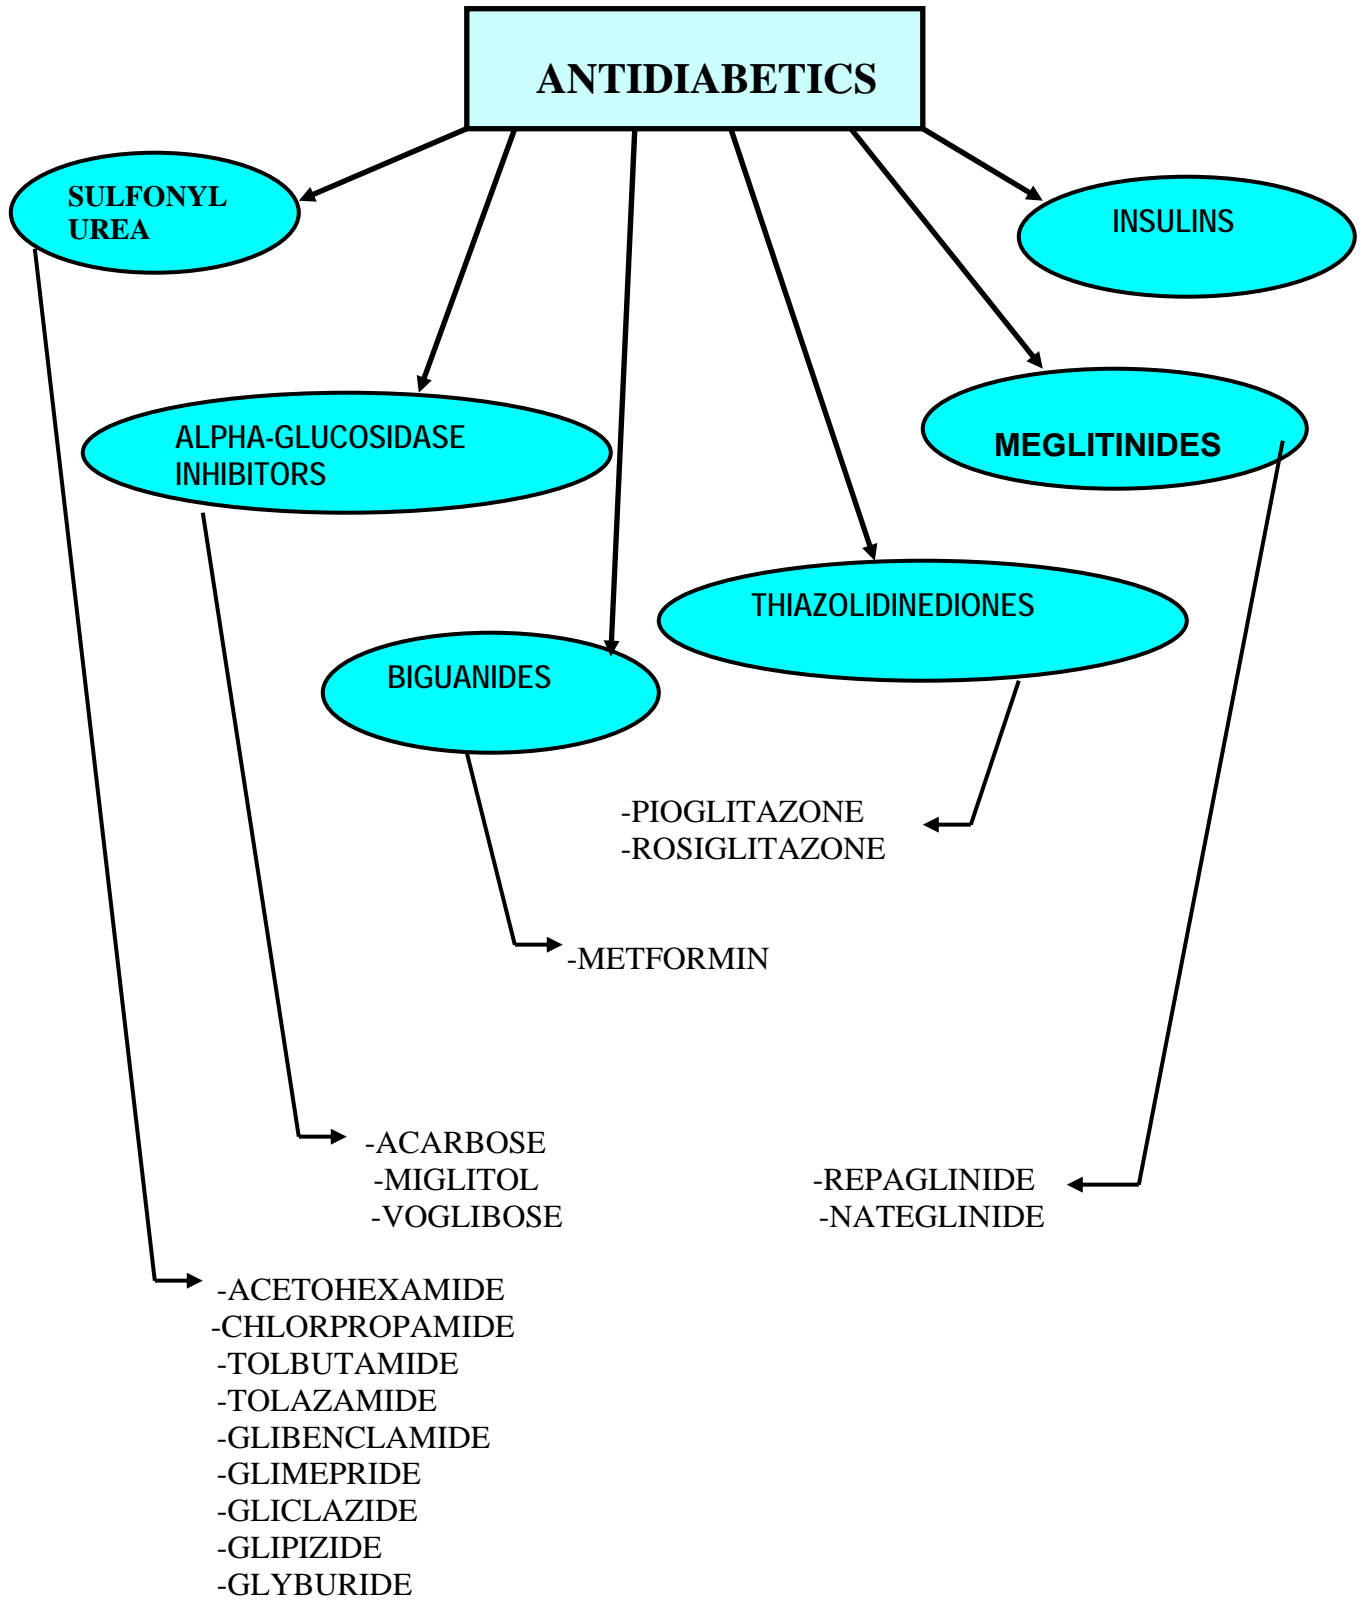 ANTIDIABETICS
SULFONYL
UREA
INSULINS
ALPHA-GLUCOSIDASE
INHIBITORS
MEGLITINIDES
THIAZOLIDINEDIONES
BIGUANIDES
-PIOGLITAZONE
-ROSIGLITAZONE
-METFORMIN
-ACARBOSE
-MIGLITOL
-VOGLIBOSE
-REPAGLINIDE
-NATEGLINIDE
-ACETOHEXAMIDE
-CHLORPROPAMIDE
-TOLBUTAMIDE
-TOLAZAMIDE
-GLIBENCLAMIDE
-GLIMEPRIDE
-GLICLAZIDE
-GLIPIZIDE
-GLYBURIDE